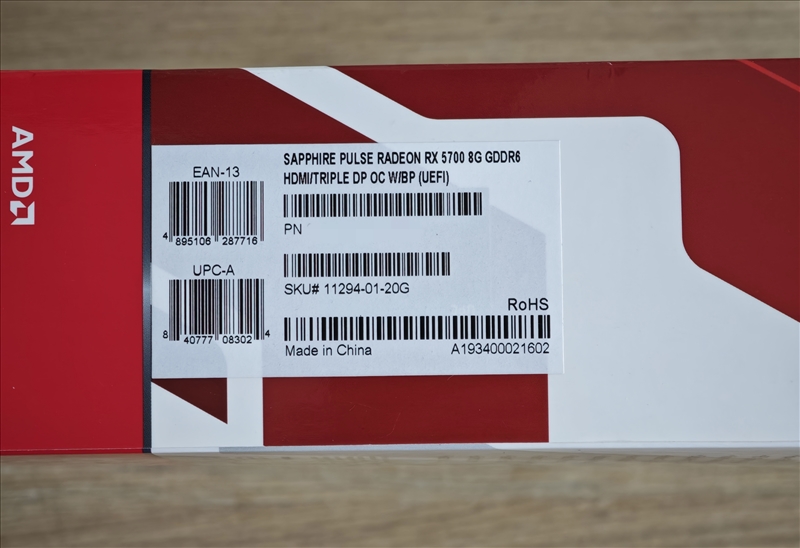 AMD
EAN-13
4 895106 287716
UPC-A
8 40777 08302 4
SAPPHIRE PULSE RADEON RX 5700 8G GDDR6
HDMI/TRIPLE DP OC W/BP (UEFI)
PN
SKU# 11294-01-20G
RoHS
Made in China A193400021602